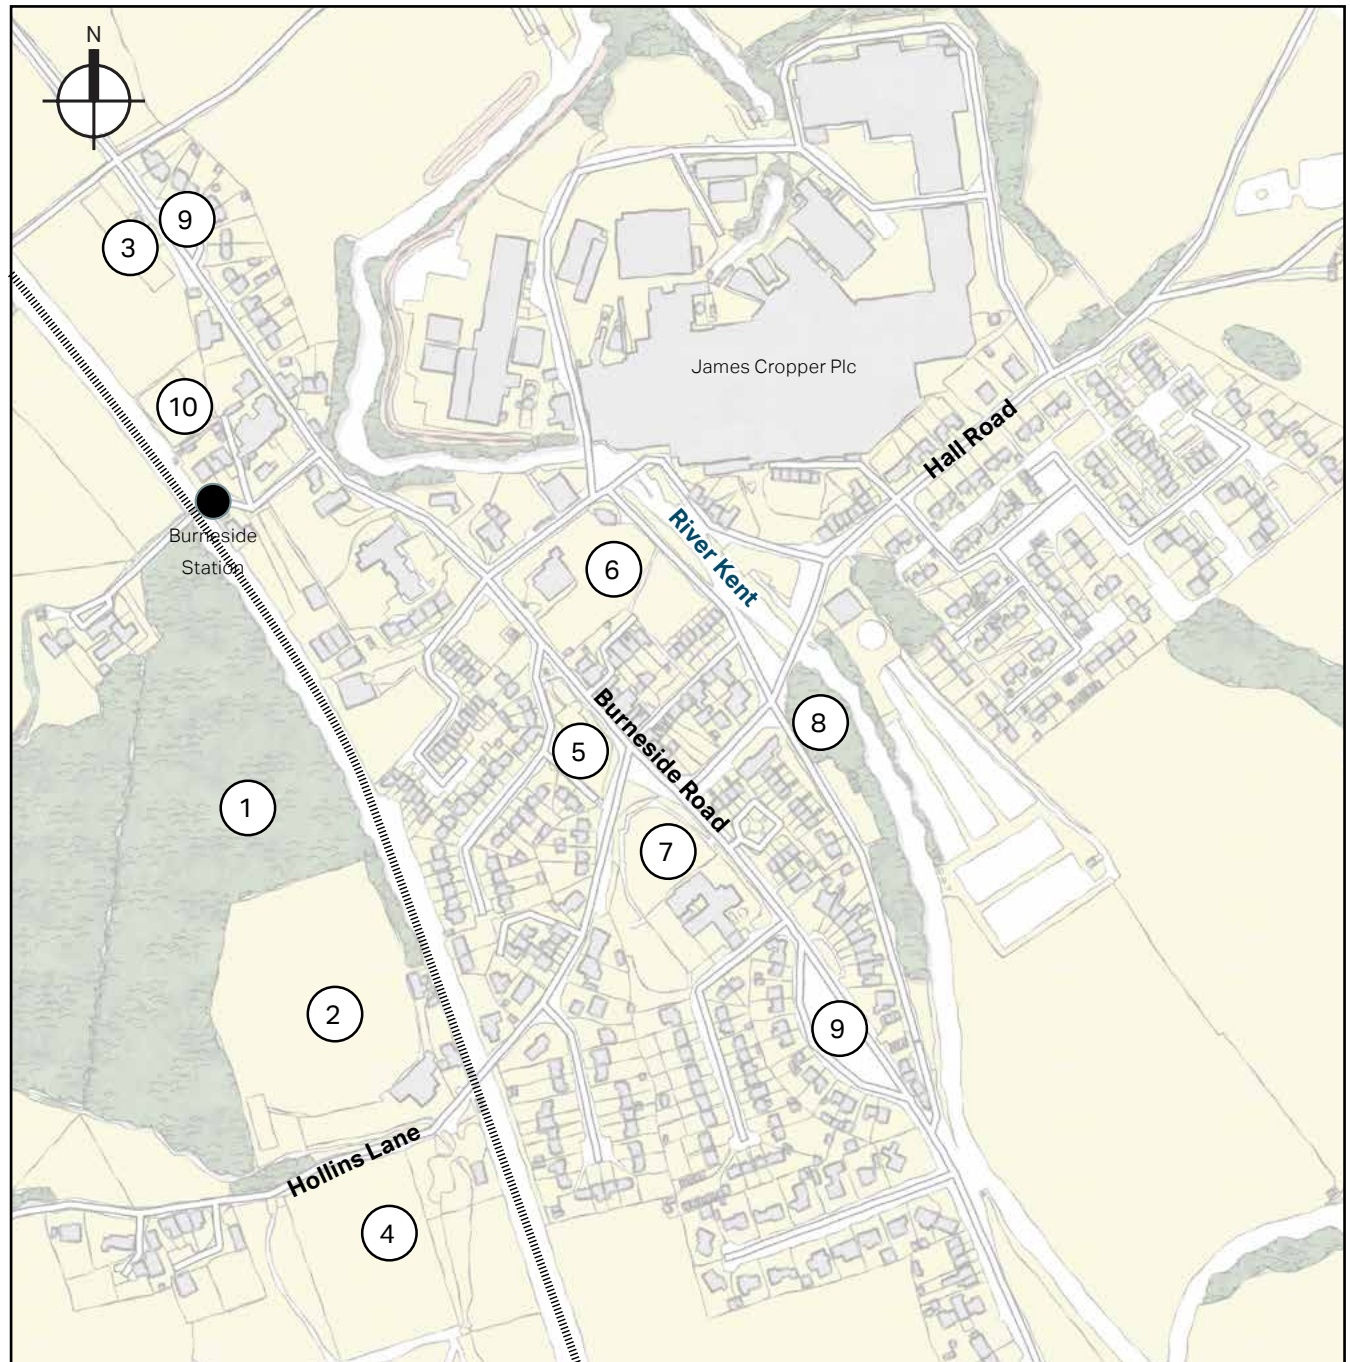 N
9
3
James Cropper Plc
10
Hall Road
Burneside
Station
River Kent
6
8
Burneside Road
5
1
7
2
9
Hollins Lane
4